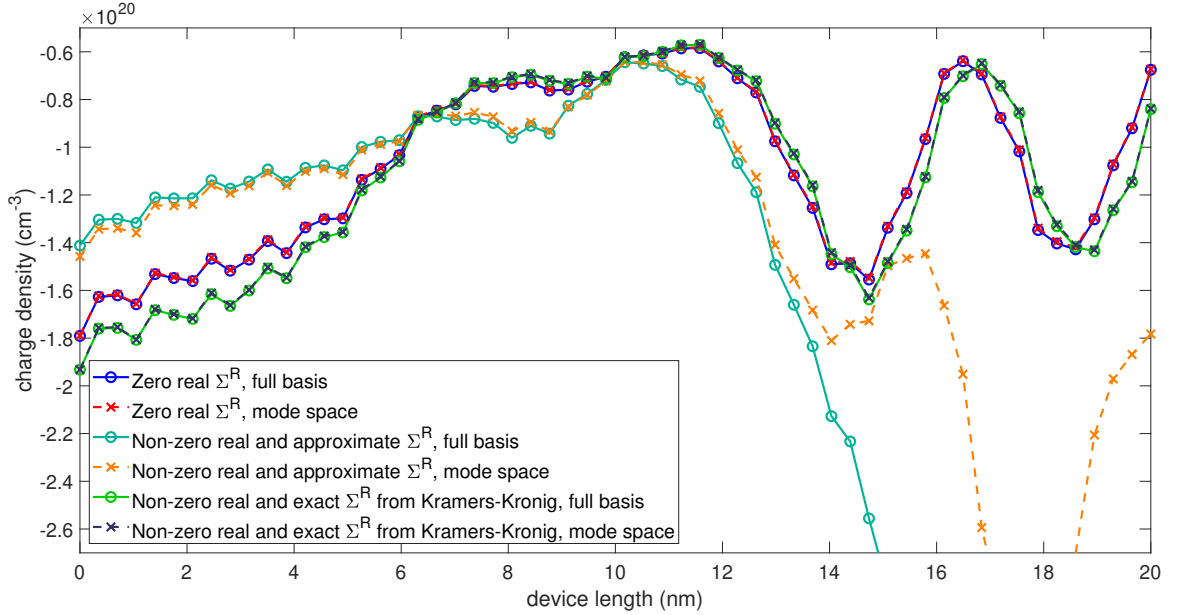 ×10^20
-0.6
-0.8
-1
-1.2
-1.4
-1.6
-1.8
-2
-2.2
-2.4
-2.6
charge density (cm^-3)
Zero real Σ^R, full basis
Zero real Σ^R, mode space
Non-zero real and approximate Σ^R, full basis
Non-zero real and approximate Σ^R, mode space
Non-zero real and exact Σ^R from Kramers-Kronig, full basis
Non-zero real and exact Σ^R from Kramers-Kronig, mode space
0 2 4 6 8 10 12 14 16 18 20
device length (nm)